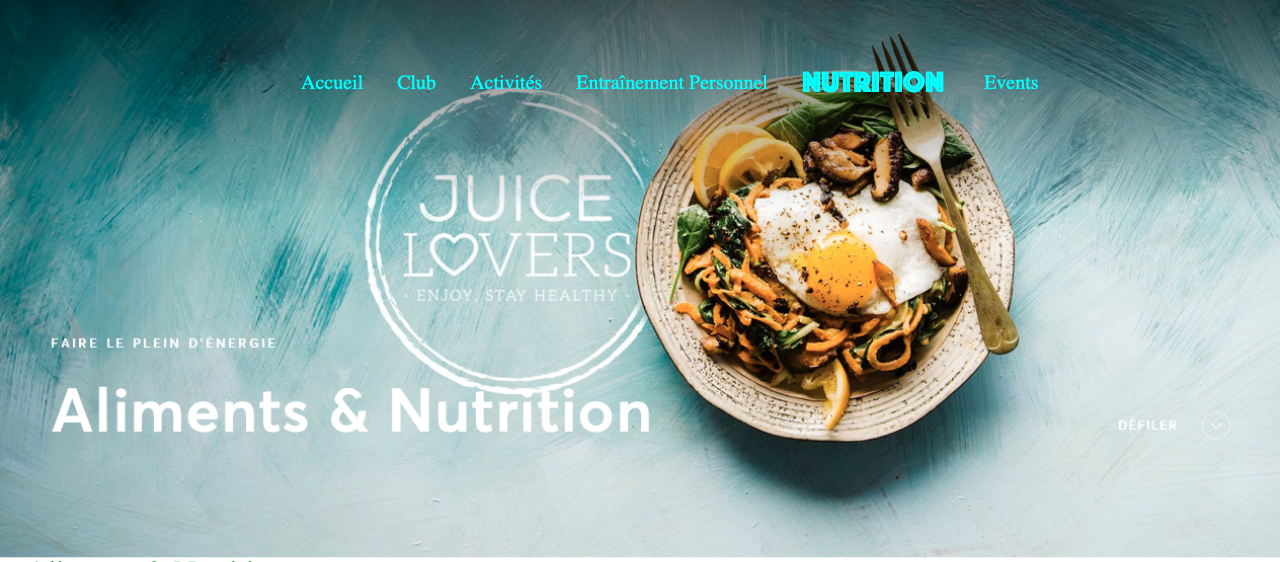 Accueil Club Activités Entraînement Personnel NUTRITION Events
JUICE
LOVERS
- ENJOY, STAY HEALTHY -
FAIRE LE PLEIN D'ÉNERGIE
Aliments & Nutrition
DÉFILER